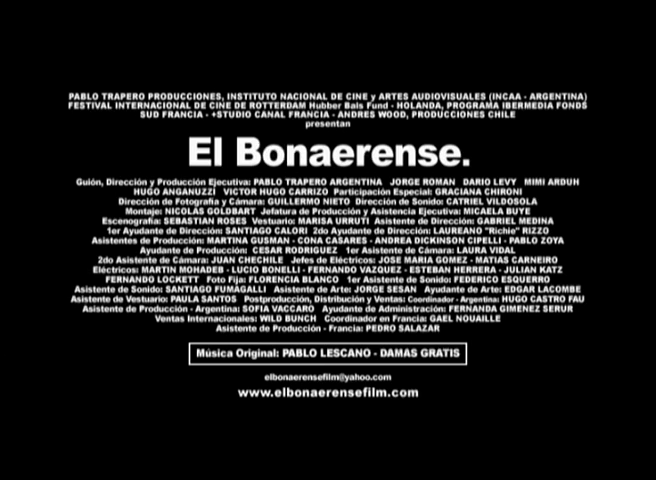 PABLO TRAPERO PRODUCCIONES, INSTITUTO NACIONAL DE CINE y ARTES AUDIOVISUALES (INCAA - ARGENTINA)
FESTIVAL INTERNACIONAL DE CINE DE ROTTERDAM Hubber Bals Fund - HOLANDA, PROGRAMA IBERMEDIA FONDS
SUD FRANCIA - +STUDIO CANAL FRANCIA - ANDRES WOOD, PRODUCCIONES CHILE
presentan
El Bonaerense.
Guión, Dirección y Producción Ejecutiva: PABLO TRAPERO ARGENTINA JORGE ROMAN DARIO LEVY MIMI ARDUH
HUGO ANGANUZZI VICTOR HUGO CARRIZO Participación Especial: GRACIANA CHIRONI
Dirección de Fotografía y Cámara: GUILLERMO NIETO Dirección de Sonido: CATRIEL VILDOSOLA
Montaje: NICOLAS GOLDBART Jefatura de Producción y Asistencia Ejecutiva: MICAELA BUYE
Escenografía: SEBASTIAN ROSES Vestuario: MARISA URRUTI Asistente de Dirección: GABRIEL MEDINA
1er Ayudante de Dirección: SANTIAGO CALORI 2do Ayudante de Dirección: LAUREANO "Richie" RIZZO
Asistentes de Producción: MARTINA GUSMAN - CONA CASARES - ANDREA DICKINSON CIPELLI - PABLO ZOYA
Ayudante de Producción: CESAR RODRIGUEZ 1er Asistente de Cámara: LAURA VIDAL
2do Asistente de Cámara: JUAN CHECHILE Jefes de Eléctricos: JOSE MARIA GOMEZ - MATIAS CARNEIRO
Eléctricos: MARTIN MOHADEB - LUCIO BONELLI - FERNANDO VAZQUEZ - ESTEBAN HERRERA - JULIAN KATZ
FERNANDO LOCKETT Foto Fija: FLORENCIA BLANCO 1er Asistente de Sonido: FEDERICO ESQUERRO
Asistente de Sonido: SANTIAGO FUMAGALLI Asistente de Arte: JORGE SESAN Ayudante de Arte: EDGAR LACOMBE
Asistente de Vestuario: PAULA SANTOS Postproducción, Distribución y Ventas: Coordinador - Argentina: HUGO CASTRO FAU
Asistente de Producción - Argentina: SOFIA VACCARO Ayudante de Administración: FERNANDA GIMENEZ SERUR
Ventas Internacionales: WILD BUNCH Coordinador en Francia: GAEL NOUAILLE
Asistente de Producción - Francia: PEDRO SALAZAR
Música Original: PABLO LESCANO - DAMAS GRATIS
elbonaerensefilm@yahoo.com
www.elbonaerensefilm.com